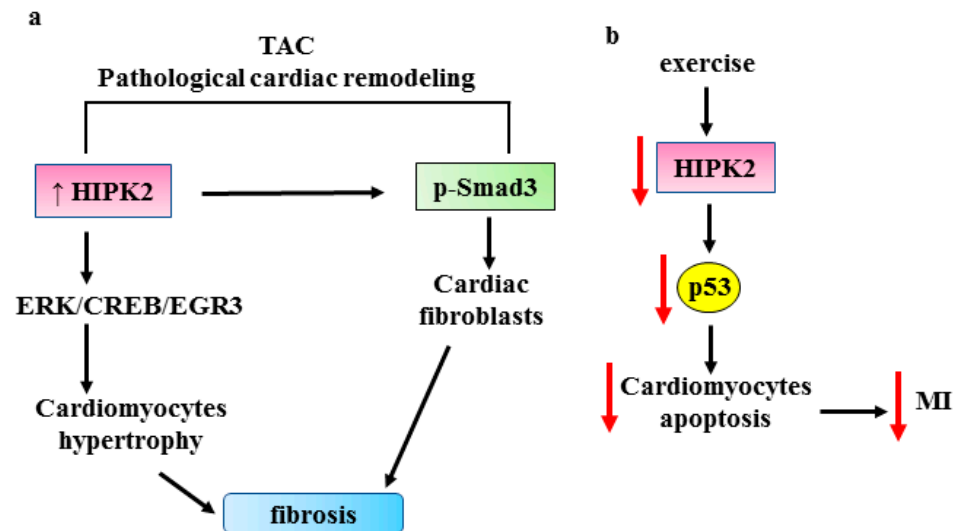 a
TAC
Pathological cardiac remodeling
↑ HIPK2
p-Smad3
ERK/CREB/EGR3
Cardiac
fibroblasts
Cardiomyocytes
hypertrophy
fibrosis
b
exercise
HIPK2
p53
Cardiomyocytes
apoptosis
MI